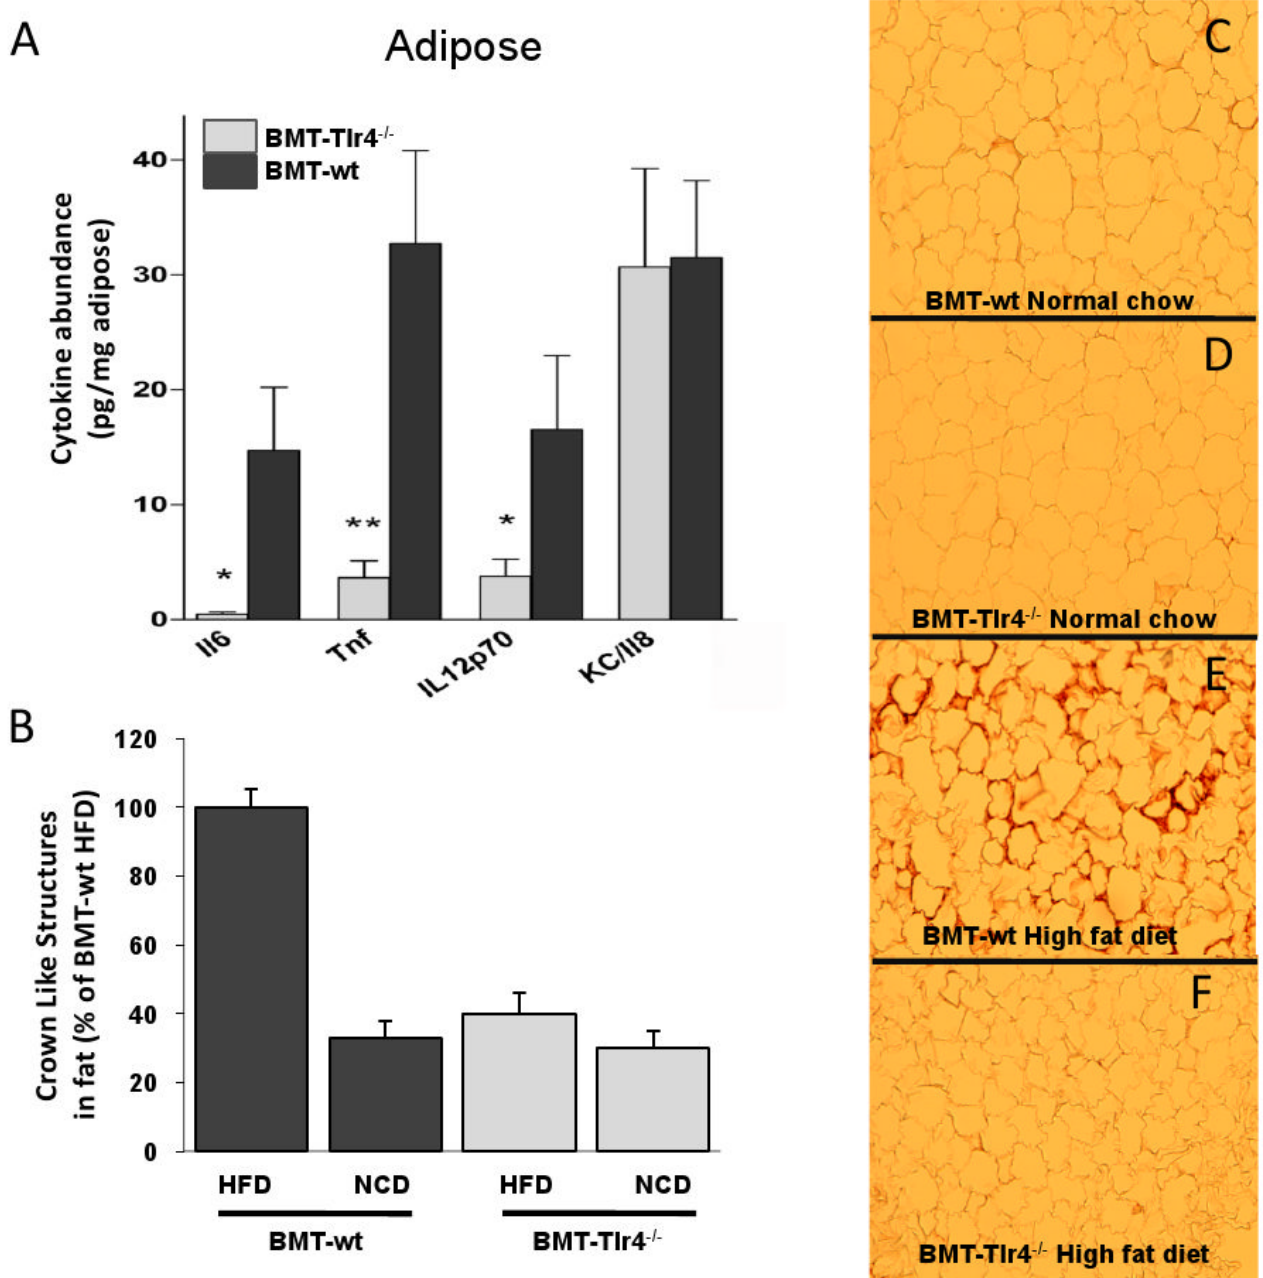 A
Adipose
BMT-Tlr4-/-
BMT-wt
Cytokine abundance
(pg/mg adipose)
40
30
20
10
0
*
**
*
Il6
Tnf
IL12p70
KC/Il8
B
Crown Like Structures
in fat (% of BMT-wt HFD)
120
100
80
60
40
20
0
HFD
NCD
HFD
NCD
BMT-wt
BMT-Tlr4-/-
C
BMT-wt Normal chow
D
BMT-Tlr4-/- Normal chow
E
BMT-wt High fat diet
F
BMT-Tlr4-/- High fat diet